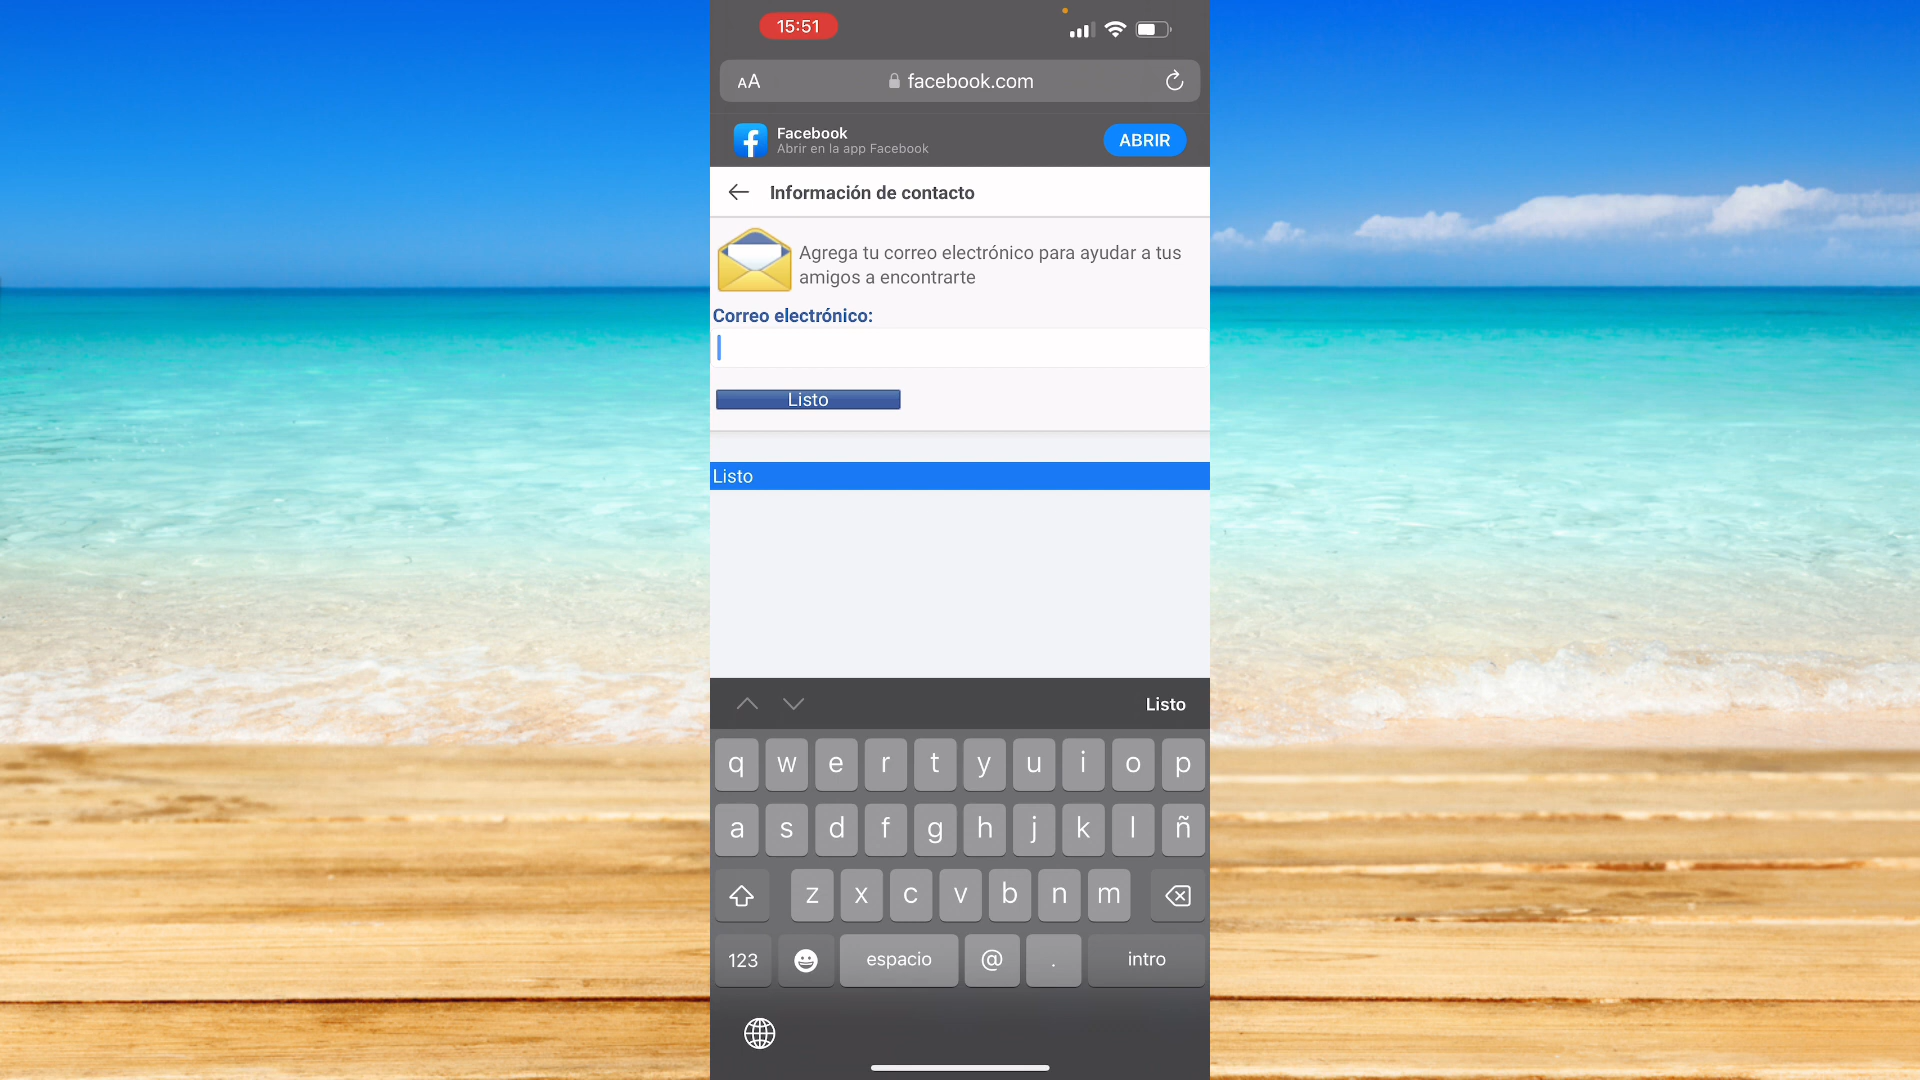 15:51
AA
facebook.com
Facebook
Abrir en la app Facebook
ABRIR
Información de contacto
Agrega tu correo electrónico para ayudar a tus
amigos a encontrarte
Correo electrónico:
Listo
Listo
Listo
q w e r t y u i o p
a s d f g h j k l ñ
z x c v b n m
123 espacio @ . intro